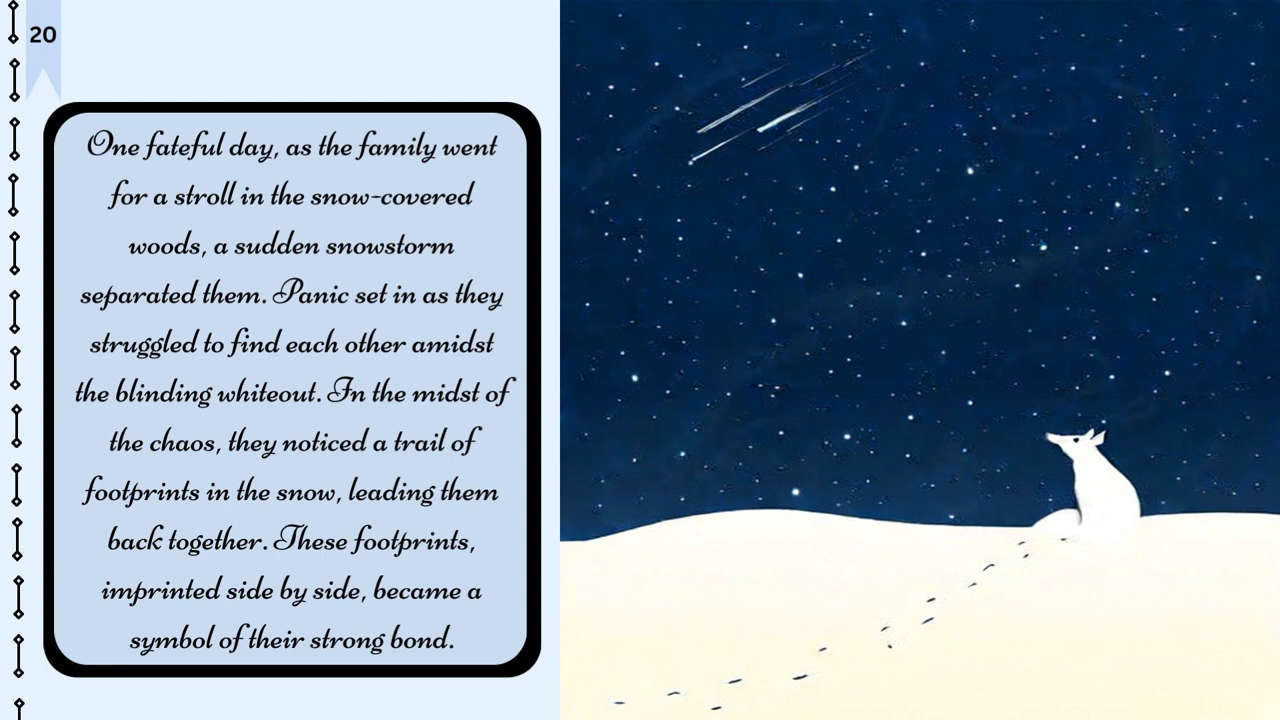 20
One fateful day, as the family went
for a stroll in the snow-covered
woods, a sudden snowstorm
separated them. Panic set in as they
struggled to find each other amidst
the blinding whiteout. In the midst of
the chaos, they noticed a trail of
footprints in the snow, leading them
back together. These footprints,
imprinted side by side, became a
symbol of their strong bond.